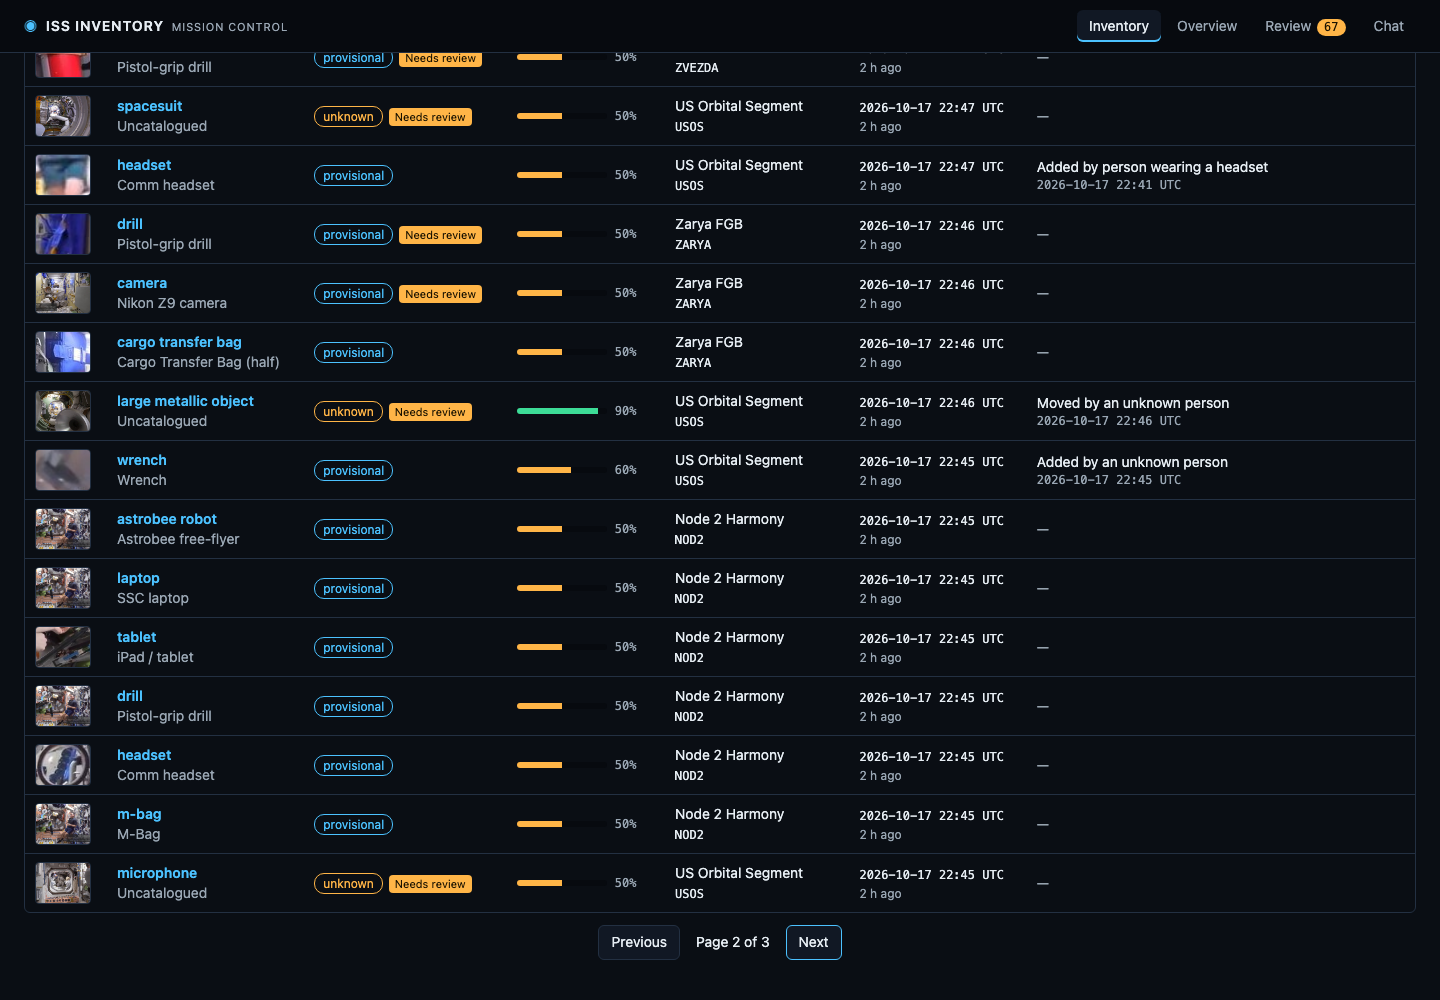 ISS INVENTORY MISSION CONTROL
Inventory Overview Review 67 Chat
Pistol-grip drill provisional Needs review 50% ZVEZDA 2 h ago —
spacesuit US Orbital Segment 2026-10-17 22:47 UTC
Uncatalogued unknown Needs review 50% USOS 2 h ago —
headset US Orbital Segment 2026-10-17 22:47 UTC Added by person wearing a headset
Comm headset provisional 50% USOS 2 h ago 2026-10-17 22:41 UTC
drill Zarya FGB 2026-10-17 22:46 UTC
Pistol-grip drill provisional Needs review 50% ZARYA 2 h ago —
camera Zarya FGB 2026-10-17 22:46 UTC
Nikon Z9 camera provisional Needs review 50% ZARYA 2 h ago —
cargo transfer bag Zarya FGB 2026-10-17 22:46 UTC
Cargo Transfer Bag (half) provisional 50% ZARYA 2 h ago —
large metallic object US Orbital Segment 2026-10-17 22:46 UTC Moved by an unknown person
Uncatalogued unknown Needs review 90% USOS 2 h ago 2026-10-17 22:46 UTC
wrench US Orbital Segment 2026-10-17 22:45 UTC Added by an unknown person
Wrench provisional 60% USOS 2 h ago 2026-10-17 22:45 UTC
astrobee robot Node 2 Harmony 2026-10-17 22:45 UTC
Astrobee free-flyer provisional 50% NOD2 2 h ago —
laptop Node 2 Harmony 2026-10-17 22:45 UTC
SSC laptop provisional 50% NOD2 2 h ago —
tablet Node 2 Harmony 2026-10-17 22:45 UTC
iPad / tablet provisional 50% NOD2 2 h ago —
drill Node 2 Harmony 2026-10-17 22:45 UTC
Pistol-grip drill provisional 50% NOD2 2 h ago —
headset Node 2 Harmony 2026-10-17 22:45 UTC
Comm headset provisional 50% NOD2 2 h ago —
m-bag Node 2 Harmony 2026-10-17 22:45 UTC
M-Bag provisional 50% NOD2 2 h ago —
microphone US Orbital Segment 2026-10-17 22:45 UTC
Uncatalogued unknown Needs review 50% USOS 2 h ago —
Previous Page 2 of 3 Next